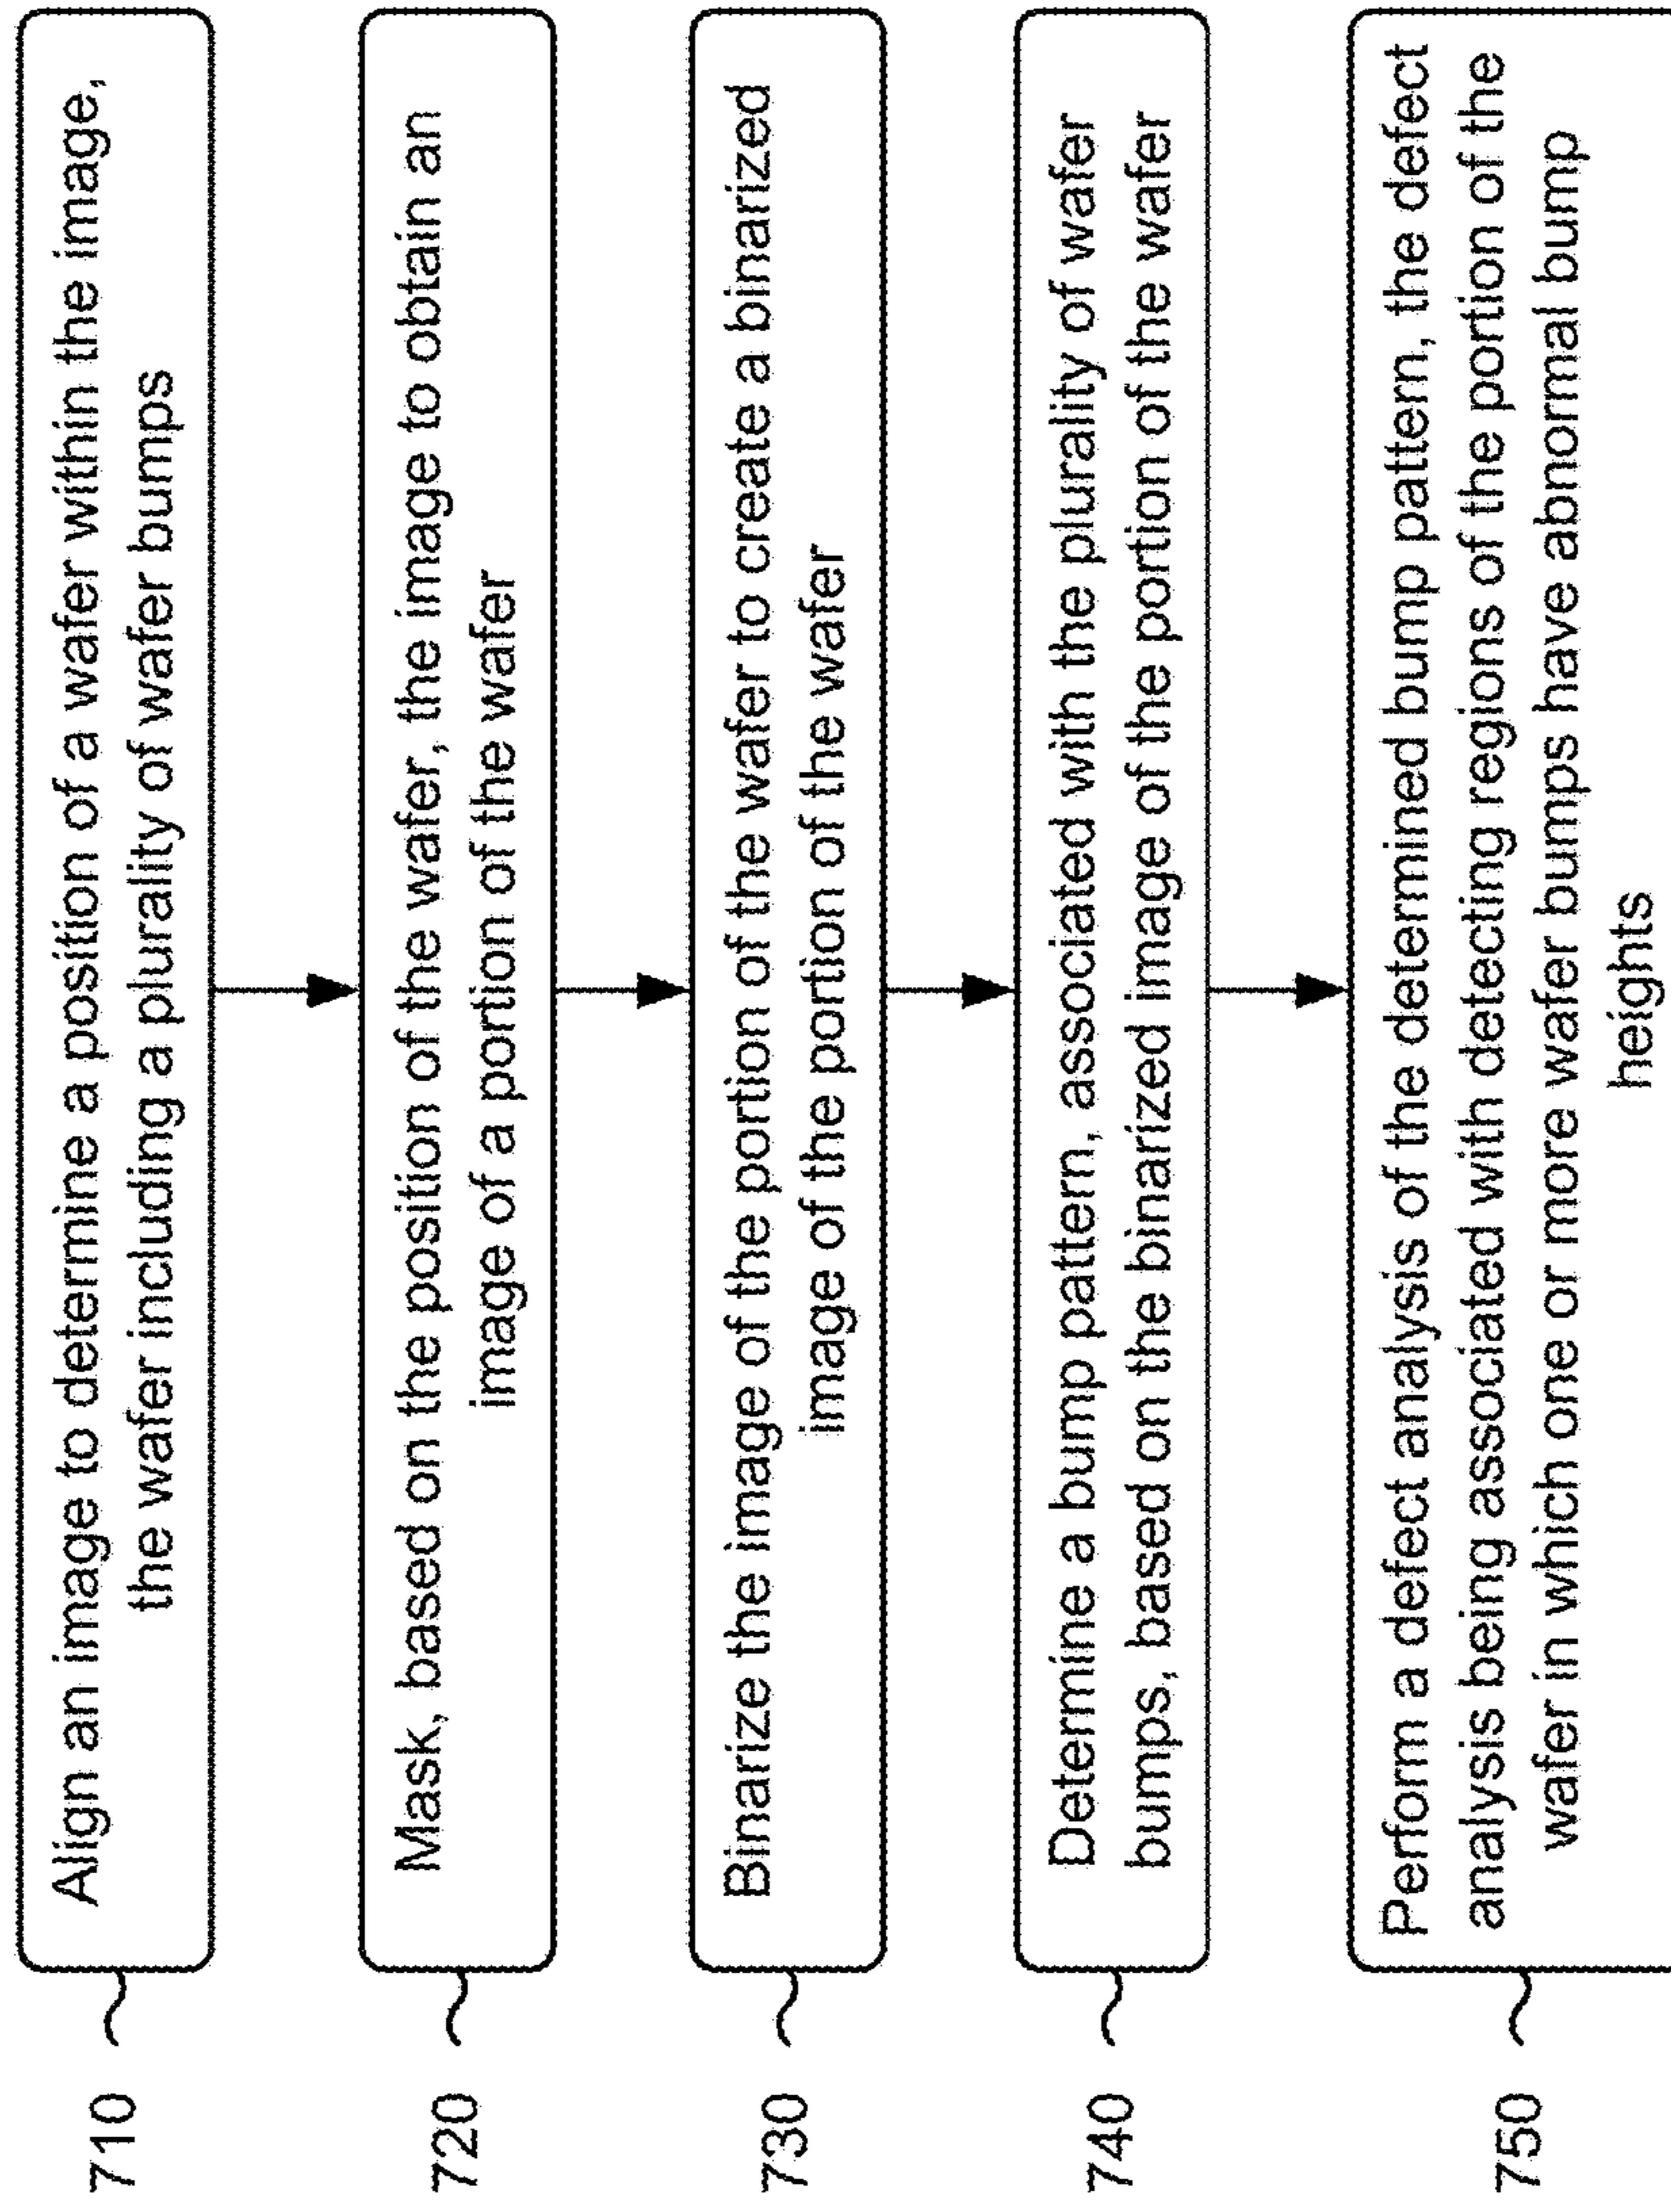 710
Align an image to determine a position of a wafer within the image,
the wafer including a plurality of wafer bumps
720
Mask, based on the position of the wafer, the image to obtain an
image of a portion of the wafer
730
Binarize the image of the portion of the wafer to create a binarized
image of the portion of the wafer
740
Determine a bump pattern, associated with the plurality of wafer
bumps, based on the binarized image of the portion of the wafer
750
Perform a defect analysis of the determined bump pattern, the defect
analysis being associated with detecting regions of the portion of the
wafer in which one or more wafer bumps have abnormal bump
heights